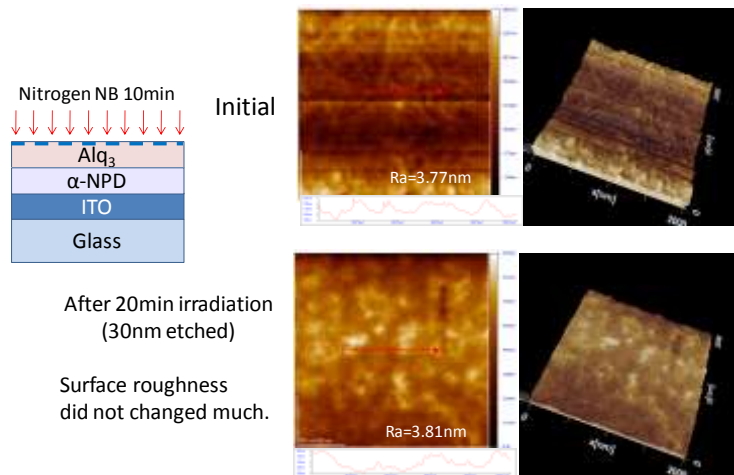 Nitrogen NB 10min
Alq₃
α-NPD
ITO
Glass
Initial
Ra=3.77nm
After 20min irradiation
(30nm etched)
Surface roughness
did not changed much.
Ra=3.81nm